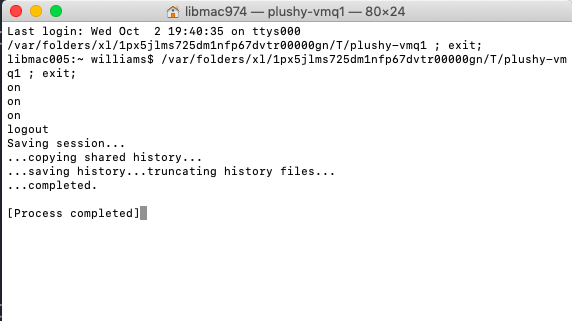 libmac974 — plushy-vmq1 — 80×24
Last login: Wed Oct  2 19:40:35 on ttys000
/var/folders/xl/1px5jlms725dm1nfp67dvtr00000gn/T/plushy-vmq1 ; exit;
libmac005:~ williams$ /var/folders/xl/1px5jlms725dm1nfp67dvtr00000gn/T/plushy-vm
q1 ; exit;
on
on
on
logout
Saving session...
...copying shared history...
...saving history...truncating history files...
...completed.
[Process completed]